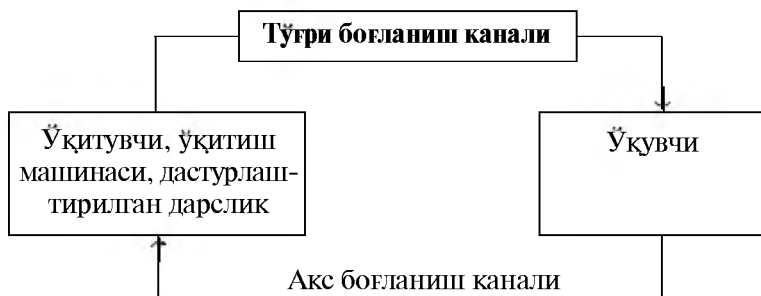 Тўғри боғланиш канали
Ўқитувчи, ўқитиш
машинаси, дастурлаш-
тирилган дарслик
Ўқувчи
Акс боғланиш канали